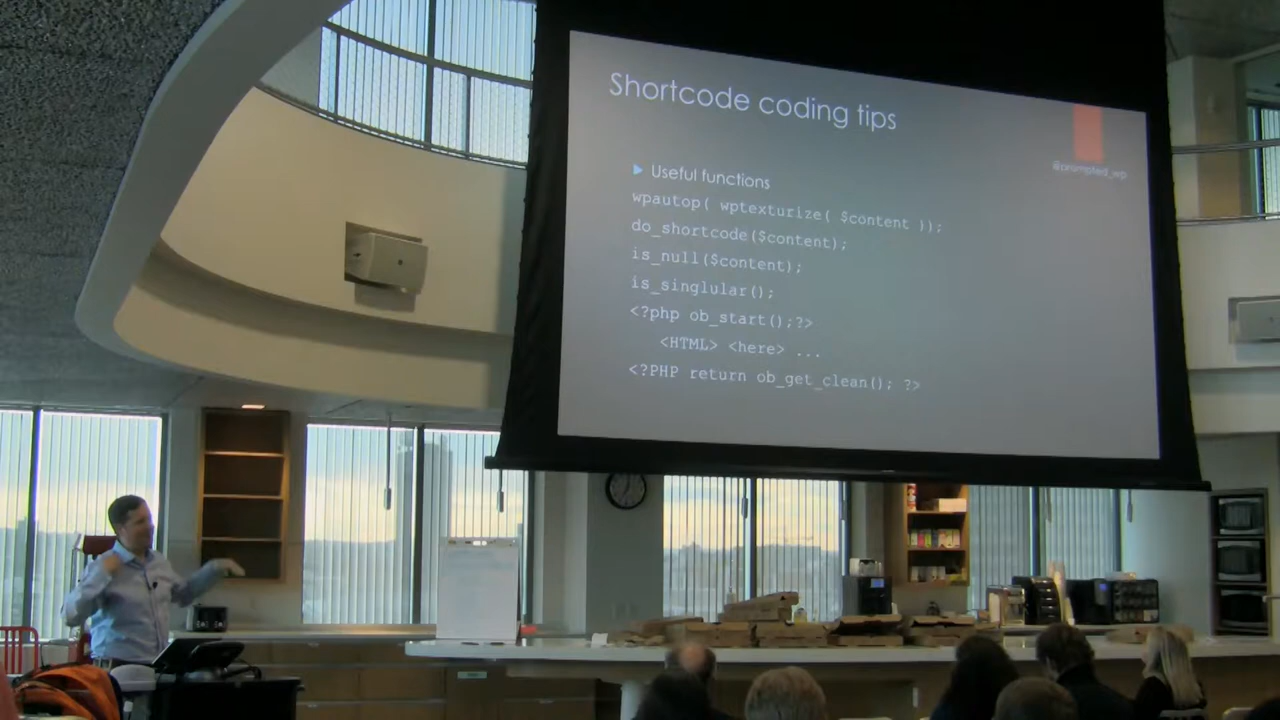 Shortcode coding tips
@prompted_wp
Useful functions
wpautop( wptexturize( $content ));
do_shortcode($content);
is_null($content);
is_singlular();
<?php ob_start();?>
<HTML> <here> ...
<?PHP return ob_get_clean(); ?>